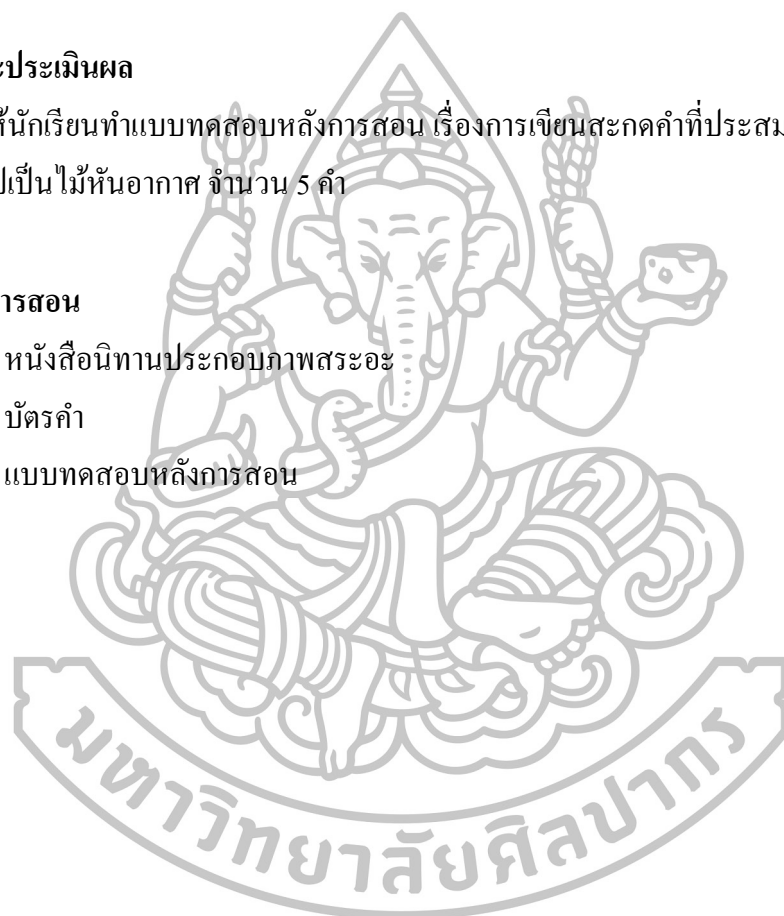 ะประเมินผล
ห้นักเรียนทำแบบทดสอบหลังการสอน เรื่องการเขียนสะกดคำที่ประสม
ปเป็นไม้หันอากาศ จำนวน 5 คำ
การสอน
หนังสือนิทานประกอบภาพสระอะ
บัตรคำ
แบบทดสอบหลังการสอน
มหาวิทยาลัยศิลปากร